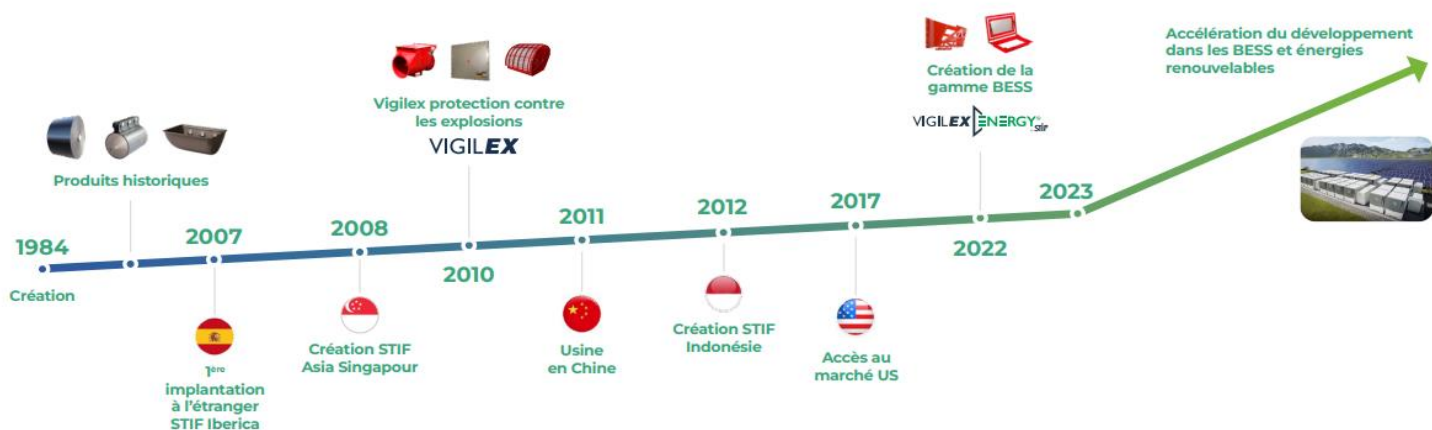 Accélération du développement
dans les BESS et énergies
renouvelables
Création de la
gamme BESS
VIGILEX ENERGY
by STIF
Vigilex protection contre
les explosions
VIGILEX
Produits historiques
1984
2007
2008
2010
2011
2012
2017
2022
2023
Création
1ère
implantation
à l'étranger
STIF Iberica
Création STIF
Asia Singapour
Usine
en Chine
Création STIF
Indonésie
Accès au
marché US